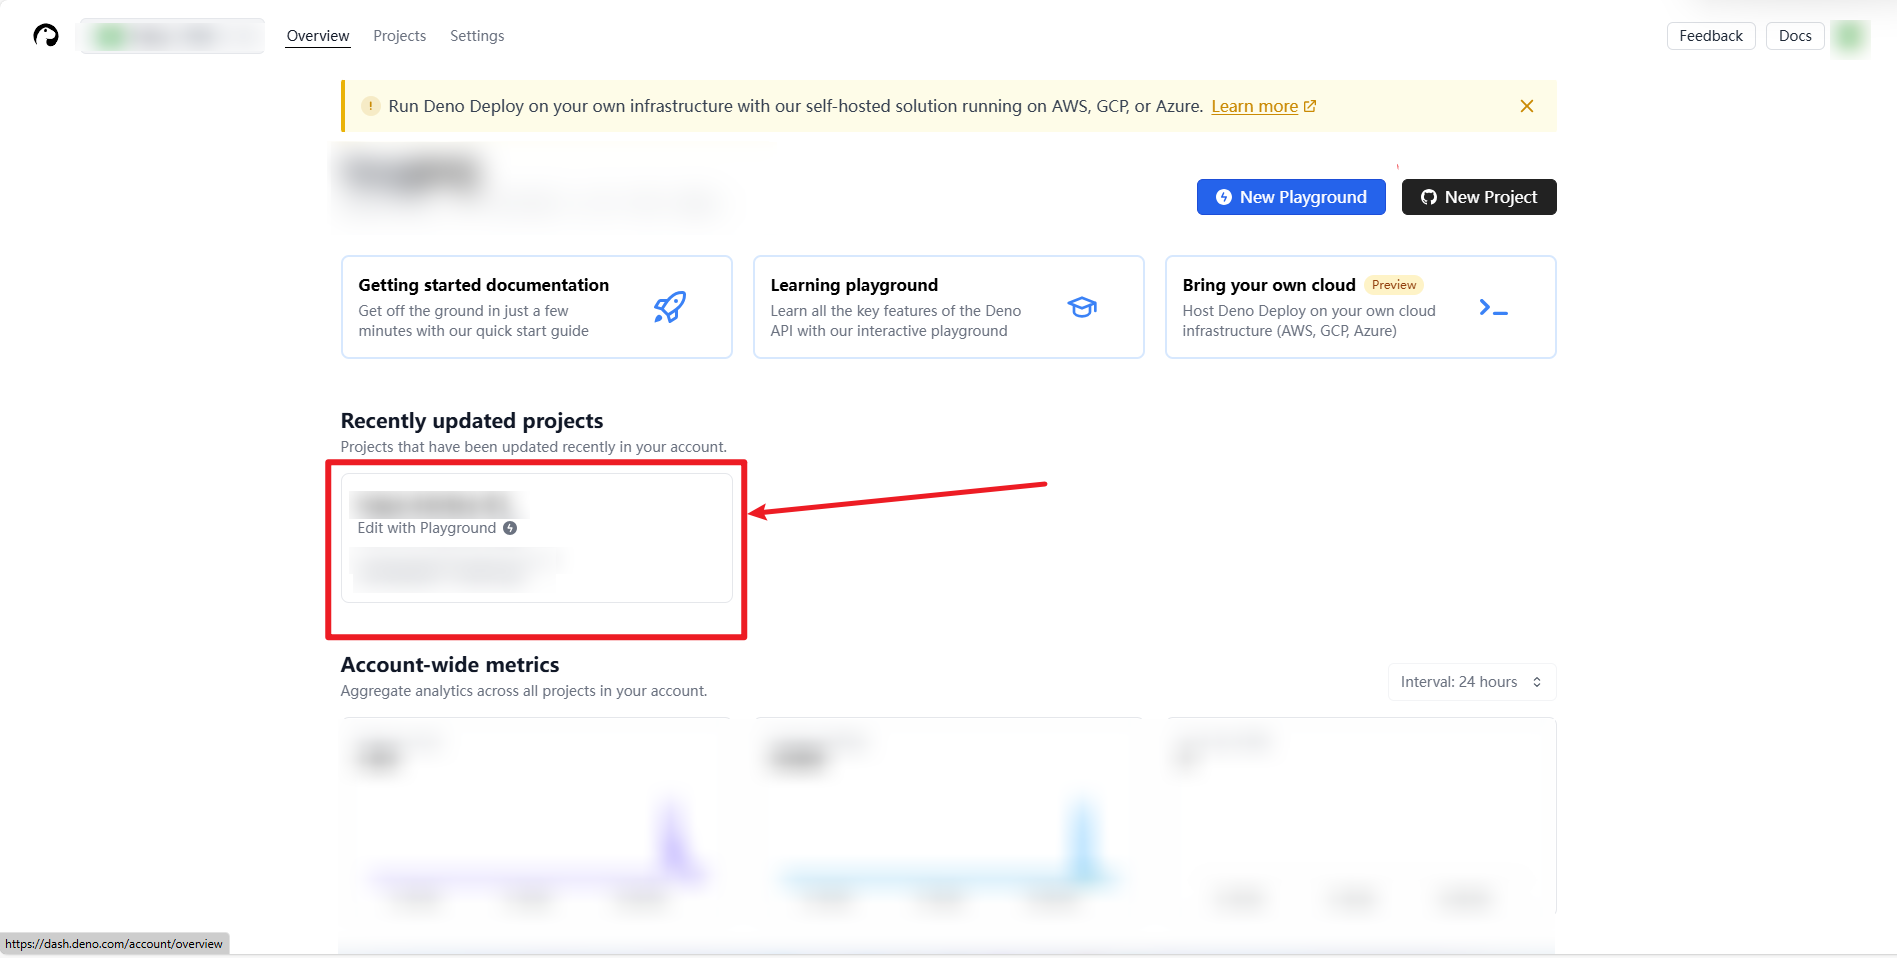 Overview Projects Settings
Feedback Docs
Run Deno Deploy on your own infrastructure with our self-hosted solution running on AWS, GCP, or Azure. Learn more
New Playground
New Project
Getting started documentation
Get off the ground in just a few
minutes with our quick start guide
Learning playground
Learn all the key features of the Deno
API with our interactive playground
Bring your own cloud Preview
Host Deno Deploy on your own cloud
infrastructure (AWS, GCP, Azure)
Recently updated projects
Projects that have been updated recently in your account.
Edit with Playground
Account-wide metrics
Aggregate analytics across all projects in your account.
Interval: 24 hours
https://dash.deno.com/account/overview